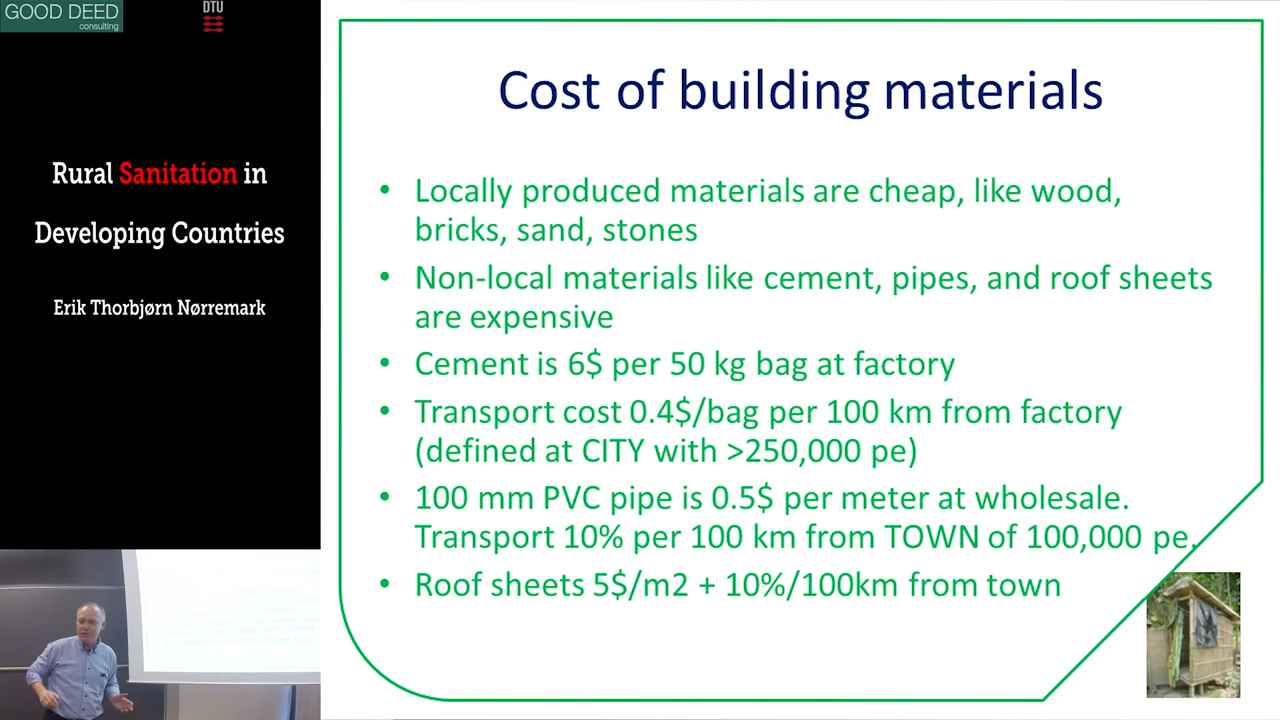 GOOD DEED
consulting
DTU
Rural Sanitation in
Developing Countries
Erik Thorbjørn Nørremark
Cost of building materials
• Locally produced materials are cheap, like wood,
bricks, sand, stones
• Non-local materials like cement, pipes, and roof sheets
are expensive
• Cement is 6$ per 50 kg bag at factory
• Transport cost 0.4$/bag per 100 km from factory
(defined at CITY with >250,000 pe)
• 100 mm PVC pipe is 0.5$ per meter at wholesale.
Transport 10% per 100 km from TOWN of 100,000 pe.
• Roof sheets 5$/m2 + 10%/100km from town